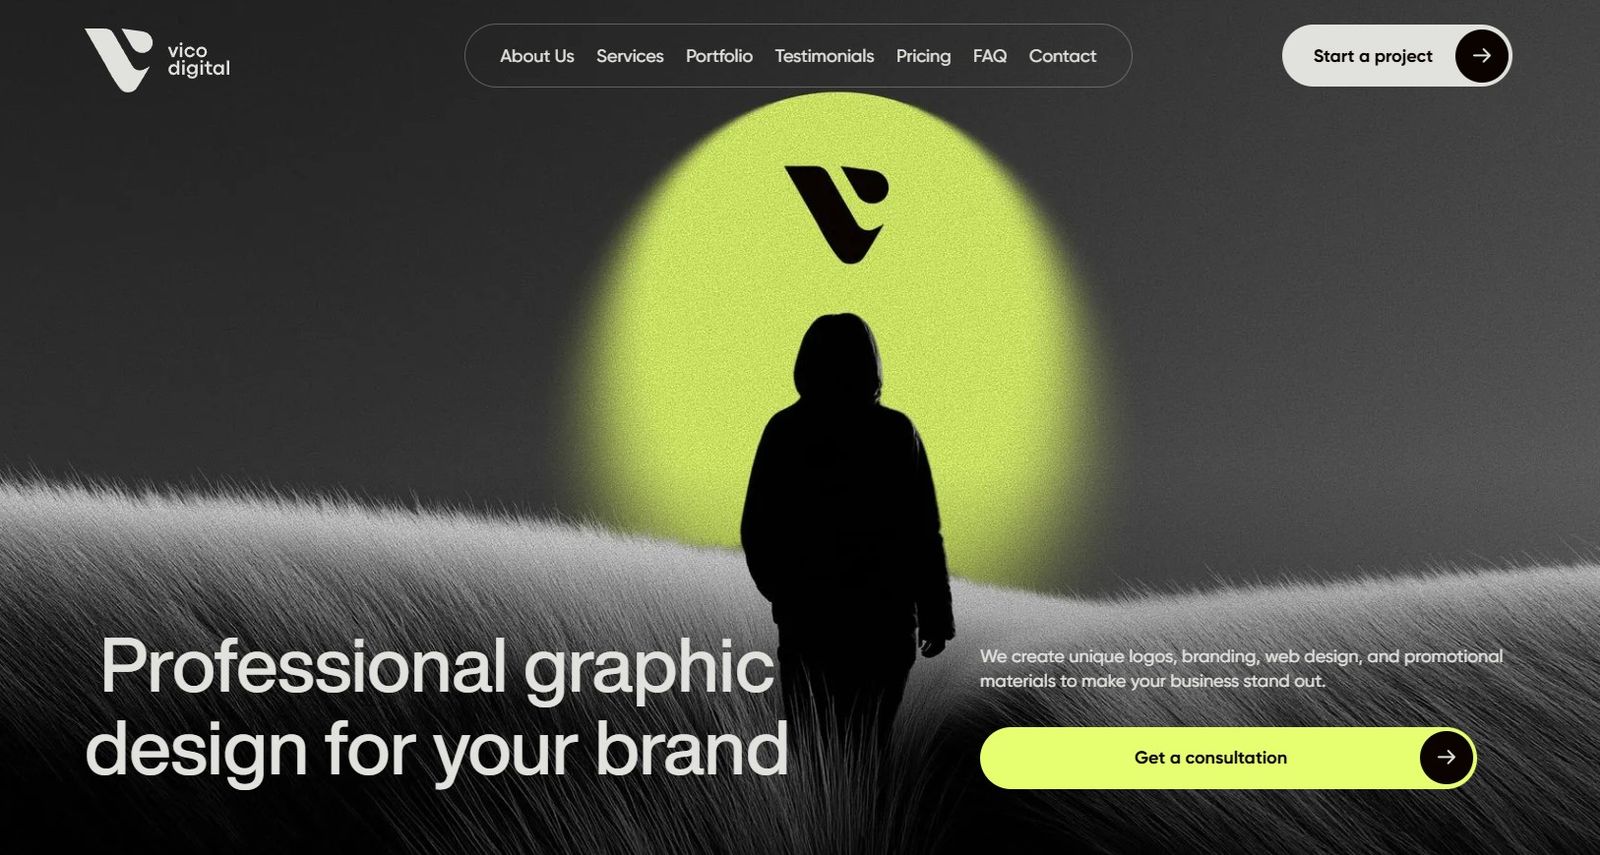 vico
digital
About Us Services Portfolio Testimonials Pricing FAQ Contact
Start a project
Professional graphic
design for your brand
We create unique logos, branding, web design, and promotional
materials to make your business stand out.
Get a consultation